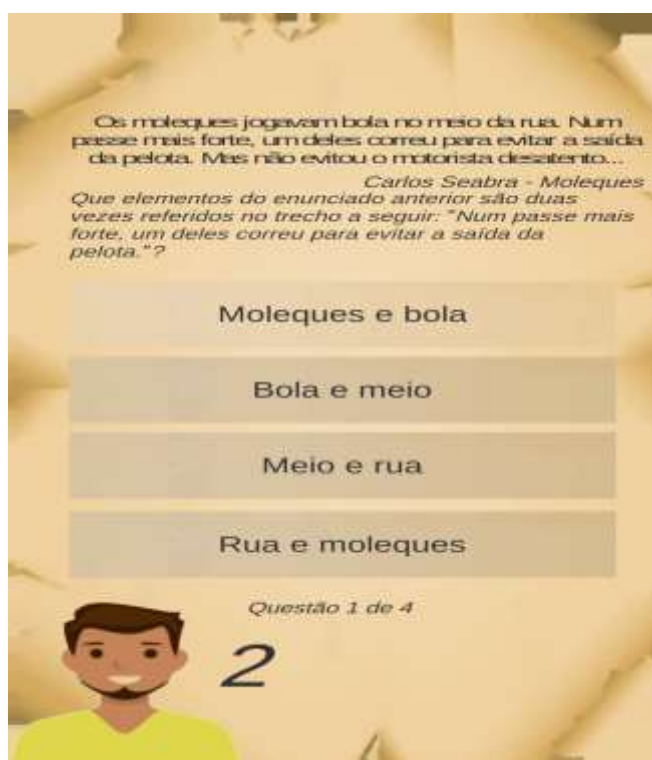 Os moleques jogavam bola no meio da rua. Num
passe mais forte, um deles correu para evitar a saída
da pelota. Mas não evitou o motorista desatento...
Carlos Seabra - Moleques
Que elementos do enunciado anterior são duas
vezes referidos no trecho a seguir: "Num passe mais
forte, um deles correu para evitar a saída da
pelota."?
Moleques e bola
Bola e meio
Meio e rua
Rua e moleques
Questão 1 de 4
2